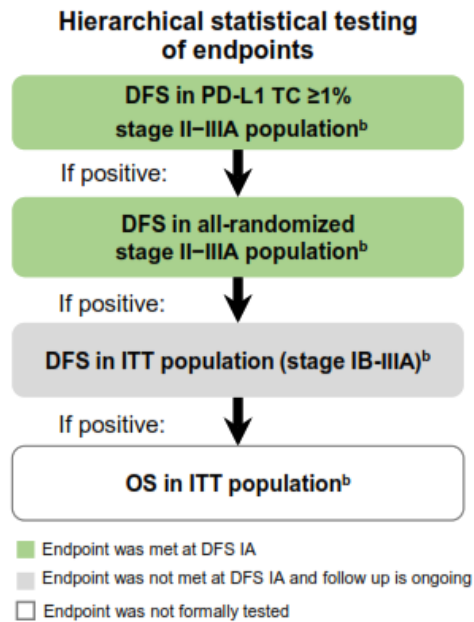 Hierarchical statistical testing
of endpoints
DFS in PD-L1 TC ≥1%
stage II–IIIA populationᵇ
If positive:
DFS in all-randomized
stage II–IIIA populationᵇ
If positive:
DFS in ITT population (stage IB-IIIA)ᵇ
If positive:
OS in ITT populationᵇ
Endpoint was met at DFS IA
Endpoint was not met at DFS IA and follow up is ongoing
Endpoint was not formally tested